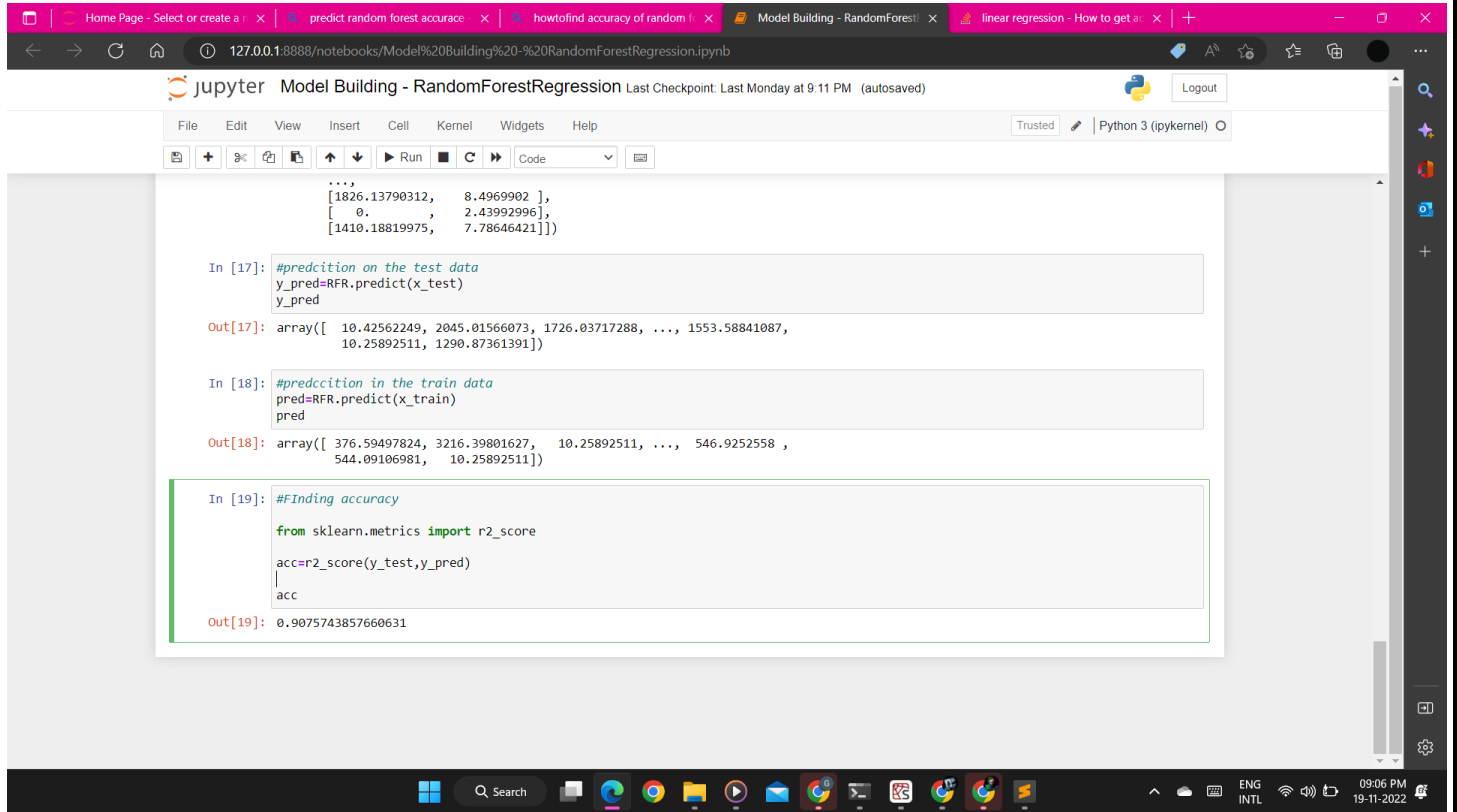 Home Page - Select or create a n
predict random forest accurace -
howtofind accuracy of random fo
Model Building - RandomForestR
linear regression - How to get ac
127.0.0.1:8888/notebooks/Model%20Building%20-%20RandomForestRegression.ipynb
jupyter Model Building - RandomForestRegression Last Checkpoint: Last Monday at 9:11 PM (autosaved)
Logout
File Edit View Insert Cell Kernel Widgets Help
Trusted Python 3 (ipykernel)
Run Code
...,
[1826.13790312, 8.4969902 ],
[ 0. , 2.43992996],
[1410.18819975, 7.78646421]])
In [17]: #predcition on the test data
y_pred=RFR.predict(x_test)
y_pred
Out[17]: array([ 10.42562249, 2045.01566073, 1726.03717288, ..., 1553.58841087,
10.25892511, 1290.87361391])
In [18]: #predccition in the train data
pred=RFR.predict(x_train)
pred
Out[18]: array([ 376.59497824, 3216.39801627, 10.25892511, ..., 546.9252558 ,
544.09106981, 10.25892511])
In [19]: #FInding accuracy
from sklearn.metrics import r2_score
acc=r2_score(y_test,y_pred)
acc
Out[19]: 0.9075743857660631
Search
ENG
INTL
09:06 PM
19-11-2022